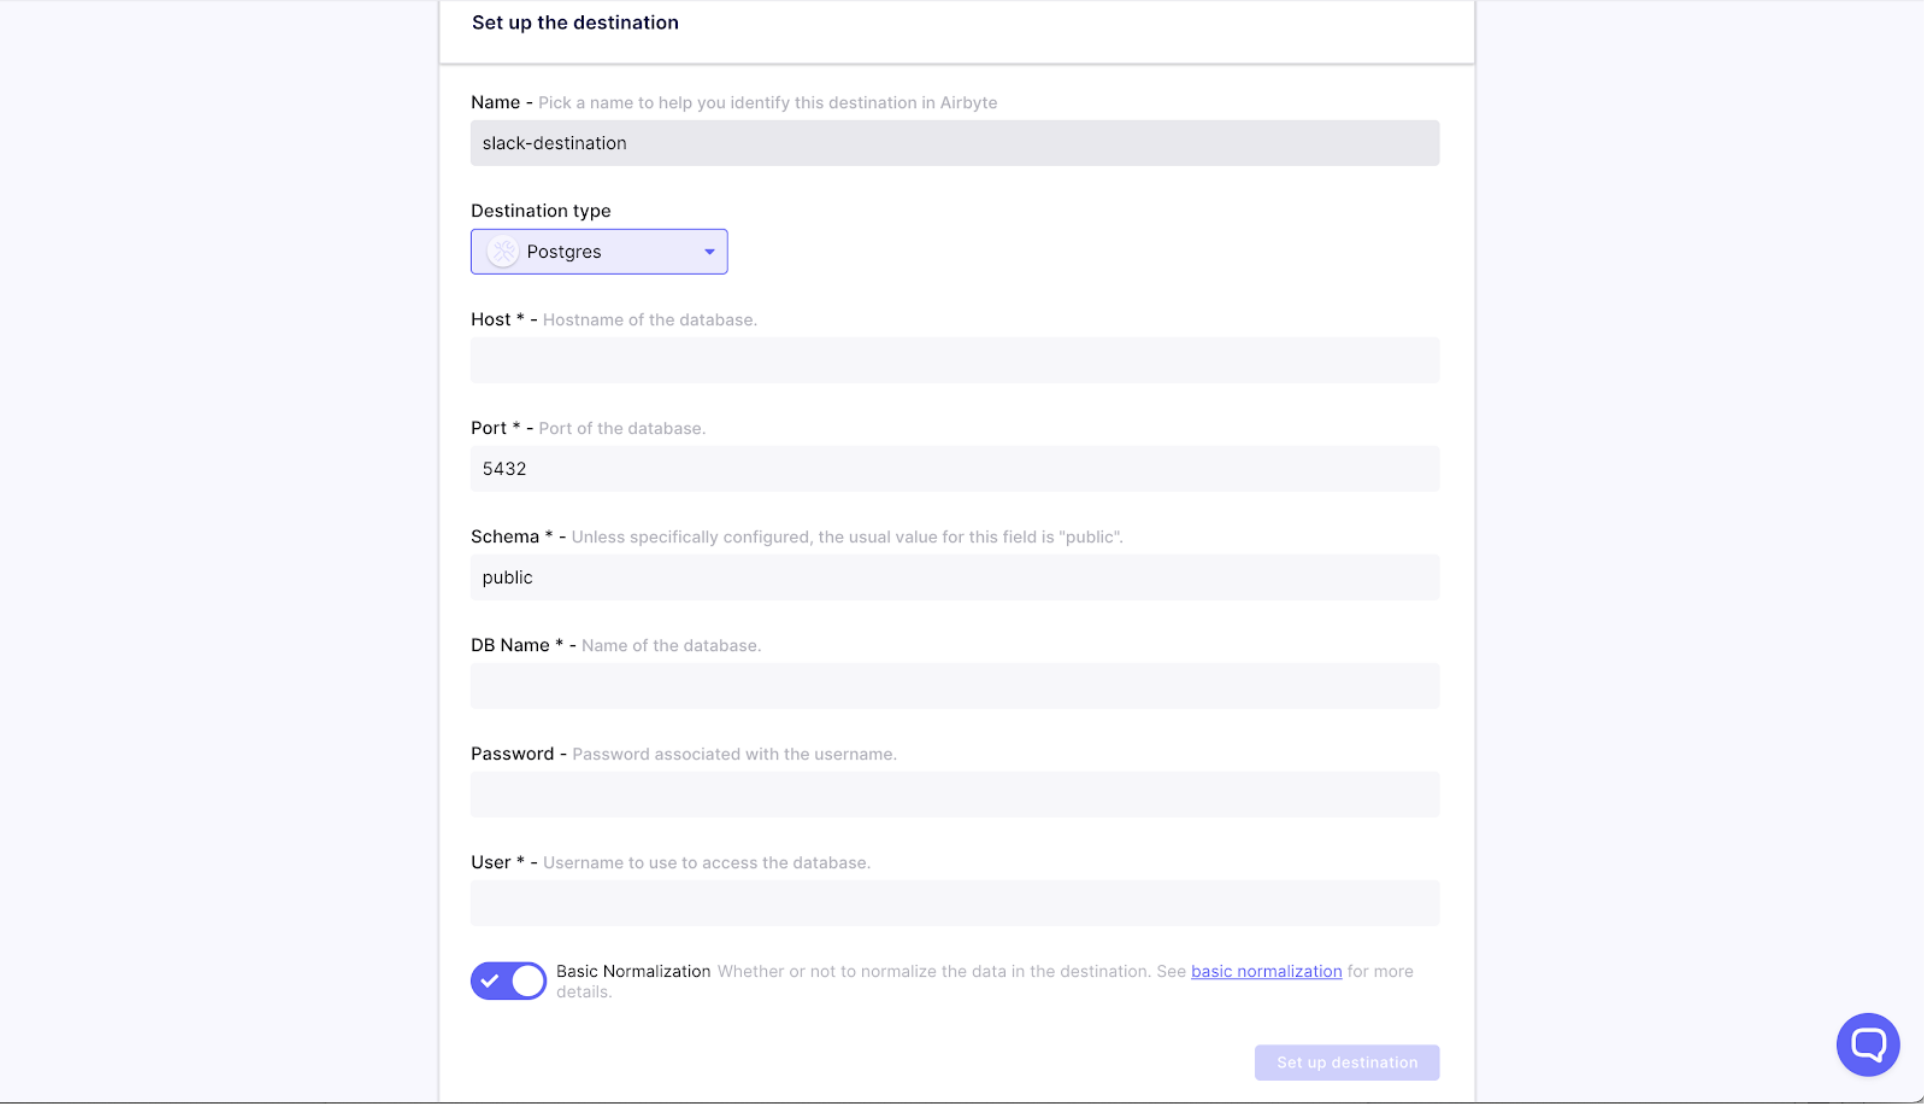 Set up the destination
Name - Pick a name to help you identify this destination in Airbyte
slack-destination
Destination type
Postgres
Host * - Hostname of the database.
Port * - Port of the database.
5432
Schema * - Unless specifically configured, the usual value for this field is "public".
public
DB Name * - Name of the database.
Password - Password associated with the username.
User * - Username to use to access the database.
Basic Normalization Whether or not to normalize the data in the destination. See basic normalization for more
details.
Set up destination